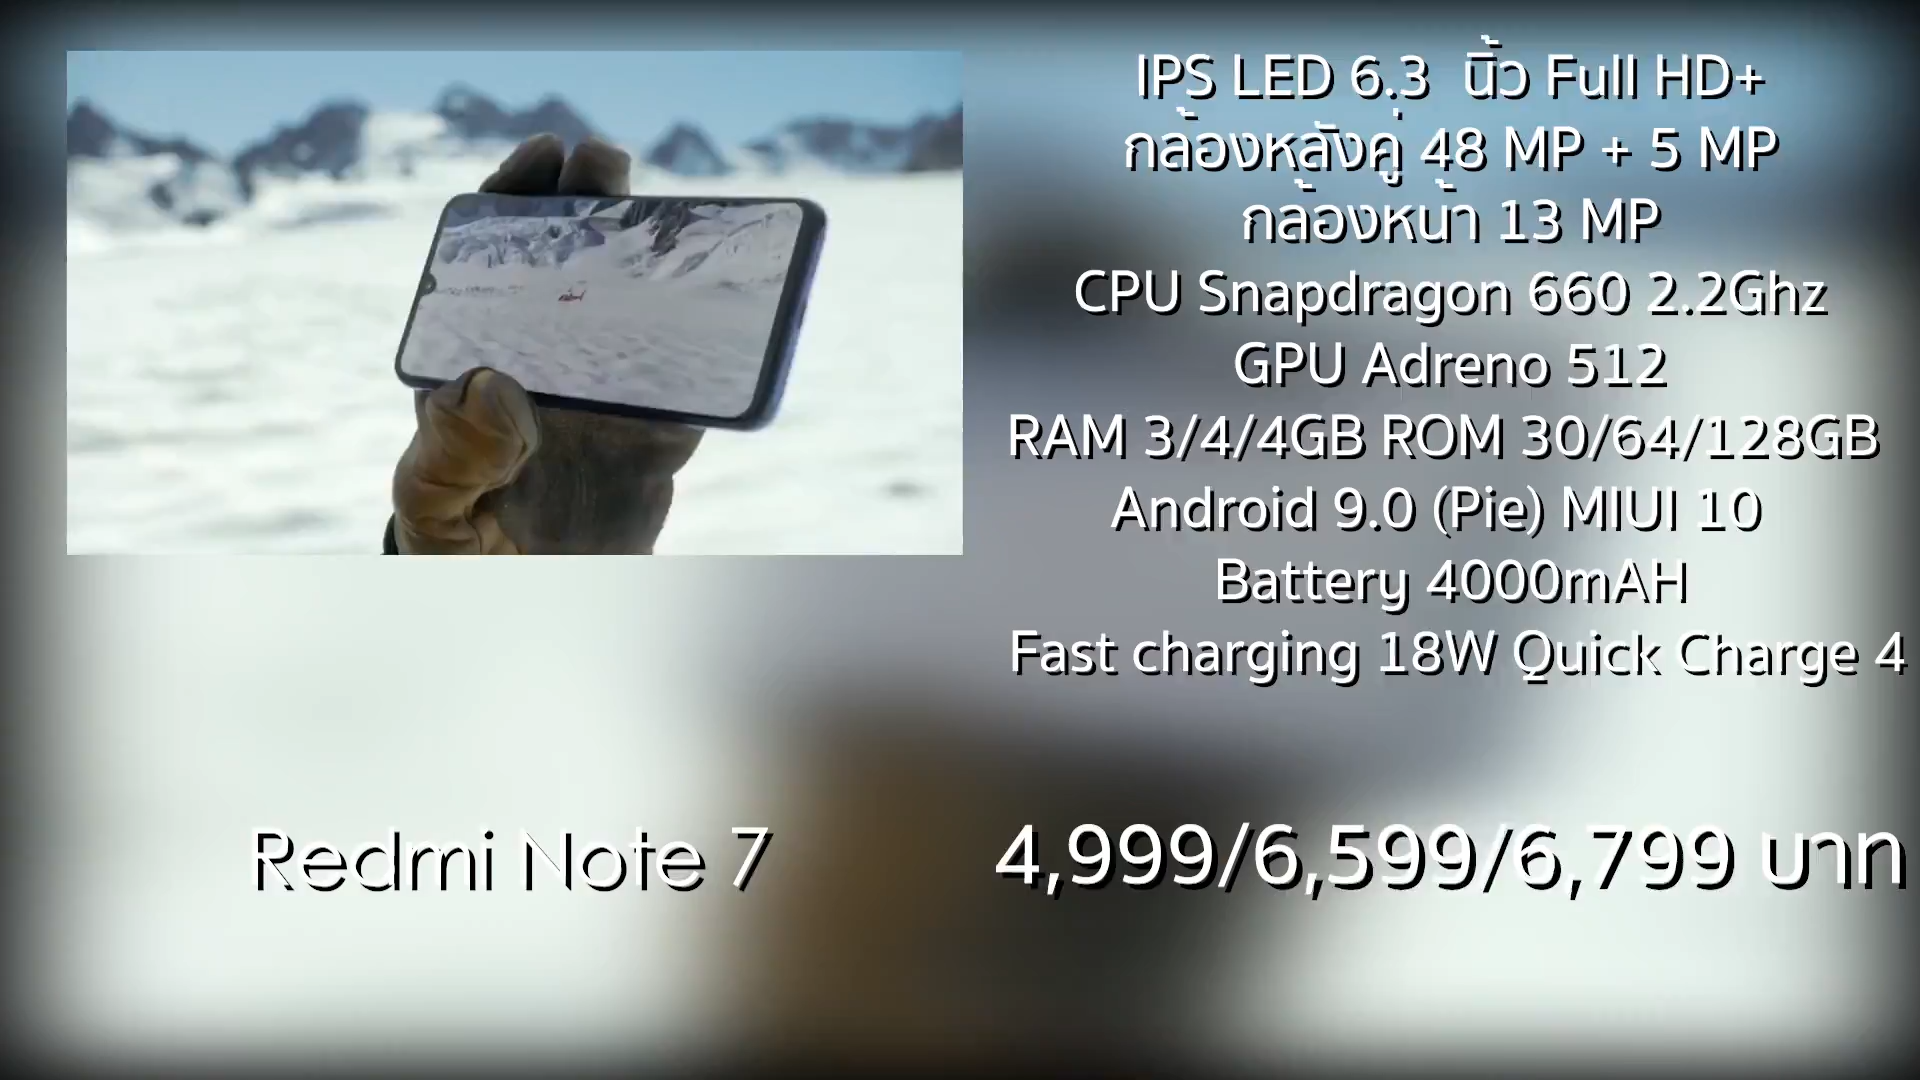 IPS LED 6.3 นิ้ว Full HD+
กล้องหลังคู่ 48 MP + 5 MP
กล้องหน้า 13 MP
CPU Snapdragon 660 2.2Ghz
GPU Adreno 512
RAM 3/4/4GB ROM 30/64/128GB
Android 9.0 (Pie) MIUI 10
Battery 4000mAH
Fast charging 18W Quick Charge 4
Redmi Note 7
4,999/6,599/6,799 บาท